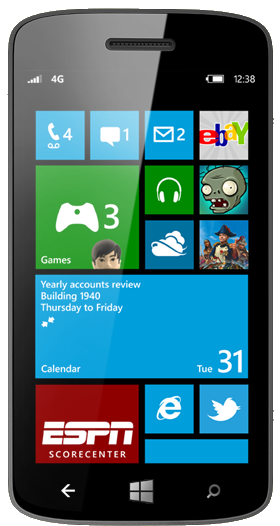 4G
12:38
4
1
2
ebay
3
Games
Yearly accounts review
Building 1940
Thursday to Friday
Calendar
Tue 31
ESPN
SCORECENTER